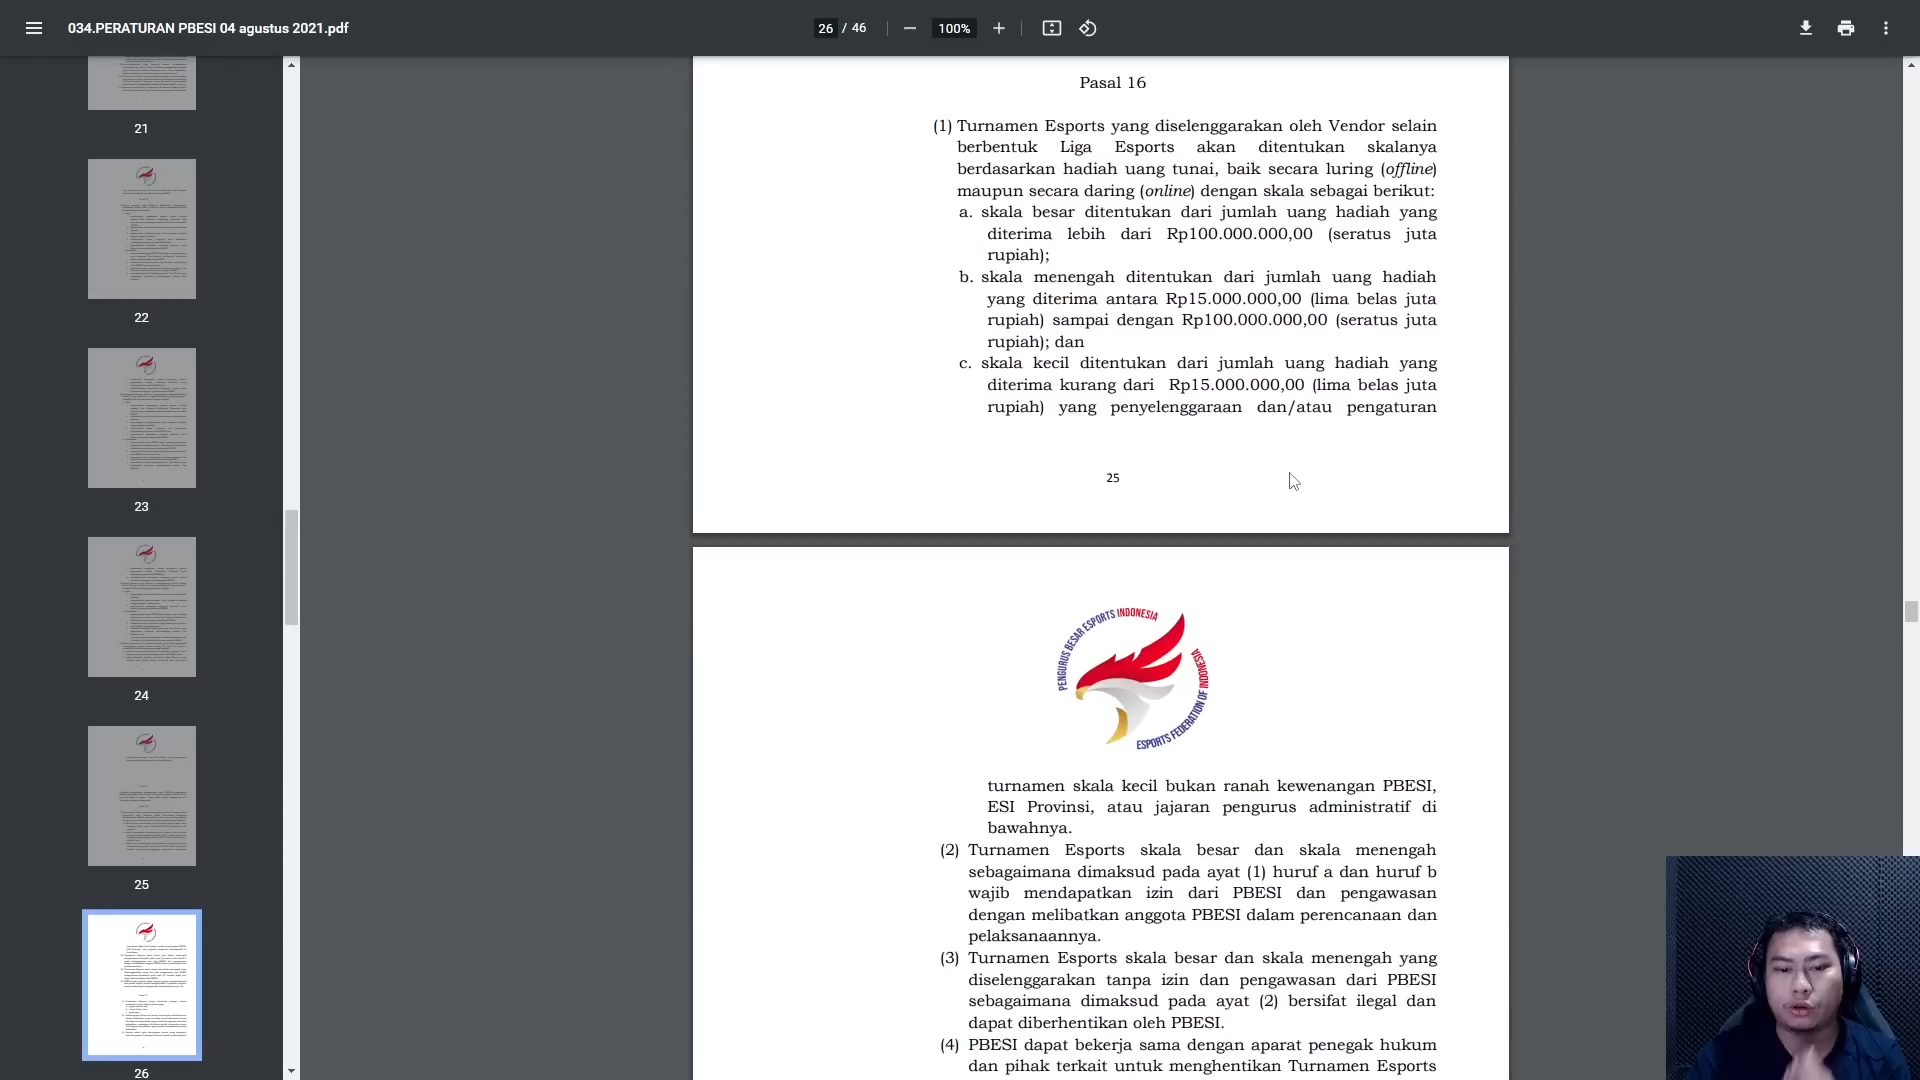 034.PERATURAN PBESI 04 agustus 2021.pdf
26 / 46
100%
21
22
23
24
25
26
Pasal 16
(1) Turnamen Esports yang diselenggarakan oleh Vendor selain
berbentuk Liga Esports akan ditentukan skalanya
berdasarkan hadiah uang tunai, baik secara luring (offline)
maupun secara daring (online) dengan skala sebagai berikut:
a. skala besar ditentukan dari jumlah uang hadiah yang
diterima lebih dari Rp100.000.000,00 (seratus juta
rupiah);
b. skala menengah ditentukan dari jumlah uang hadiah
yang diterima antara Rp15.000.000,00 (lima belas juta
rupiah) sampai dengan Rp100.000.000,00 (seratus juta
rupiah); dan
c. skala kecil ditentukan dari jumlah uang hadiah yang
diterima kurang dari Rp15.000.000,00 (lima belas juta
rupiah) yang penyelenggaraan dan/atau pengaturan
25
PENGURUS BESAR ESPORTS INDONESIA
ESPORTS FEDERATION OF INDONESIA
turnamen skala kecil bukan ranah kewenangan PBESI,
ESI Provinsi, atau jajaran pengurus administratif di
bawahnya.
(2) Turnamen Esports skala besar dan skala menengah
sebagaimana dimaksud pada ayat (1) huruf a dan huruf b
wajib mendapatkan izin dari PBESI dan pengawasan
dengan melibatkan anggota PBESI dalam perencanaan dan
pelaksanaannya.
(3) Turnamen Esports skala besar dan skala menengah yang
diselenggarakan tanpa izin dan pengawasan dari PBESI
sebagaimana dimaksud pada ayat (2) bersifat ilegal dan
dapat diberhentikan oleh PBESI.
(4) PBESI dapat bekerja sama dengan aparat penegak hukum
dan pihak terkait untuk menghentikan Turnamen Esports